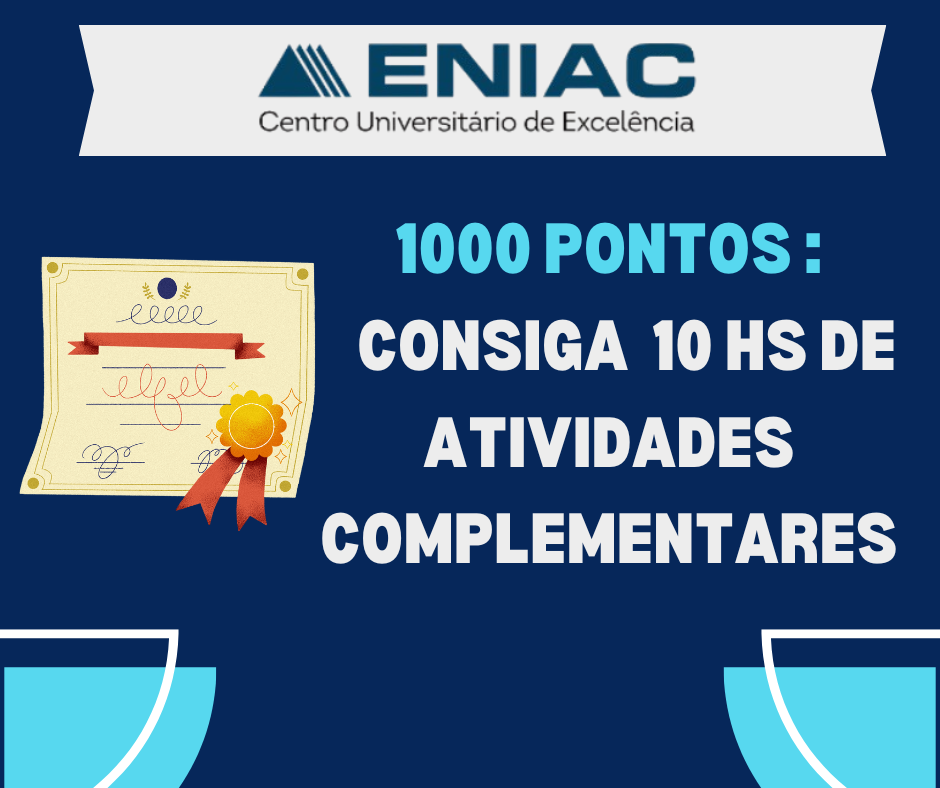 ENIAC
Centro Universitário de Excelência
1000 PONTOS :
CONSIGA 10 HS DE
ATIVIDADES
COMPLEMENTARES